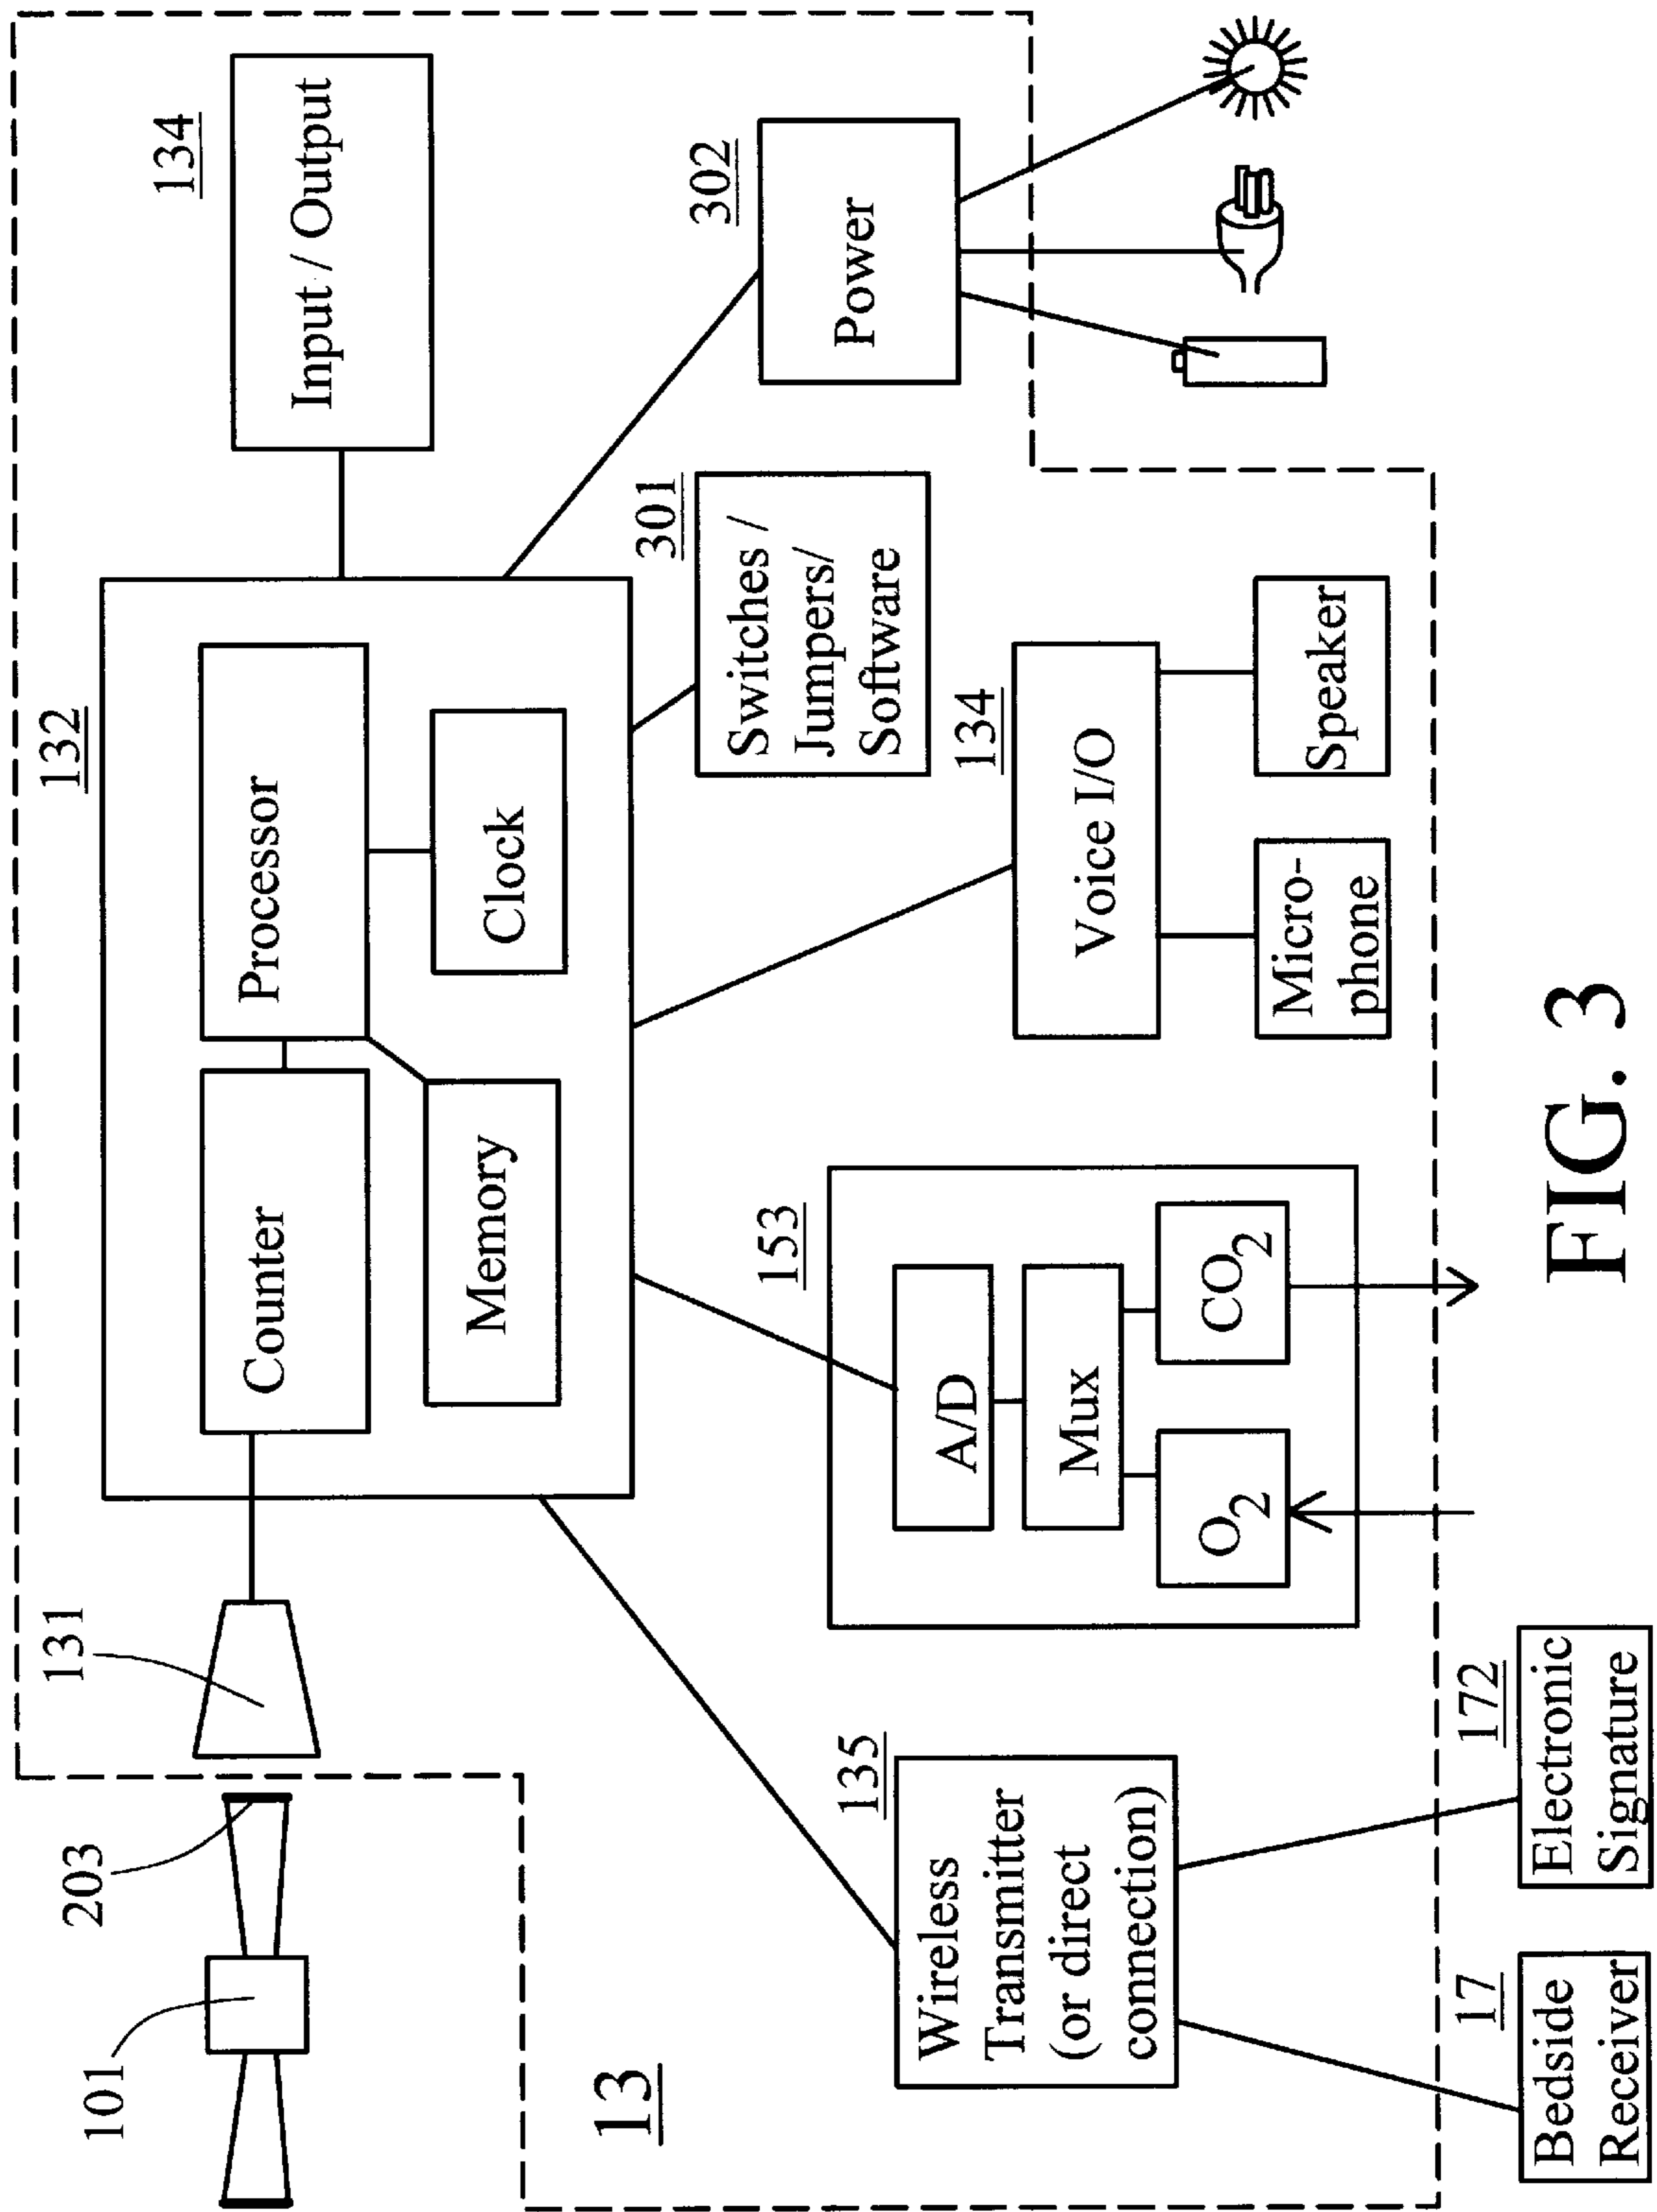 101
203
131
132
134
Counter
Processor
Input / Output
Memory
Clock
13
135
Wireless
Transmitter
(or direct
connection)
153
A/D
Mux
O2
CO2
301
Switches /
Jumpers/
Software
302
Power
134
Voice I/O
Micro-
phone
Speaker
17
Bedside
Receiver
172
Electronic
Signature
FIG. 3